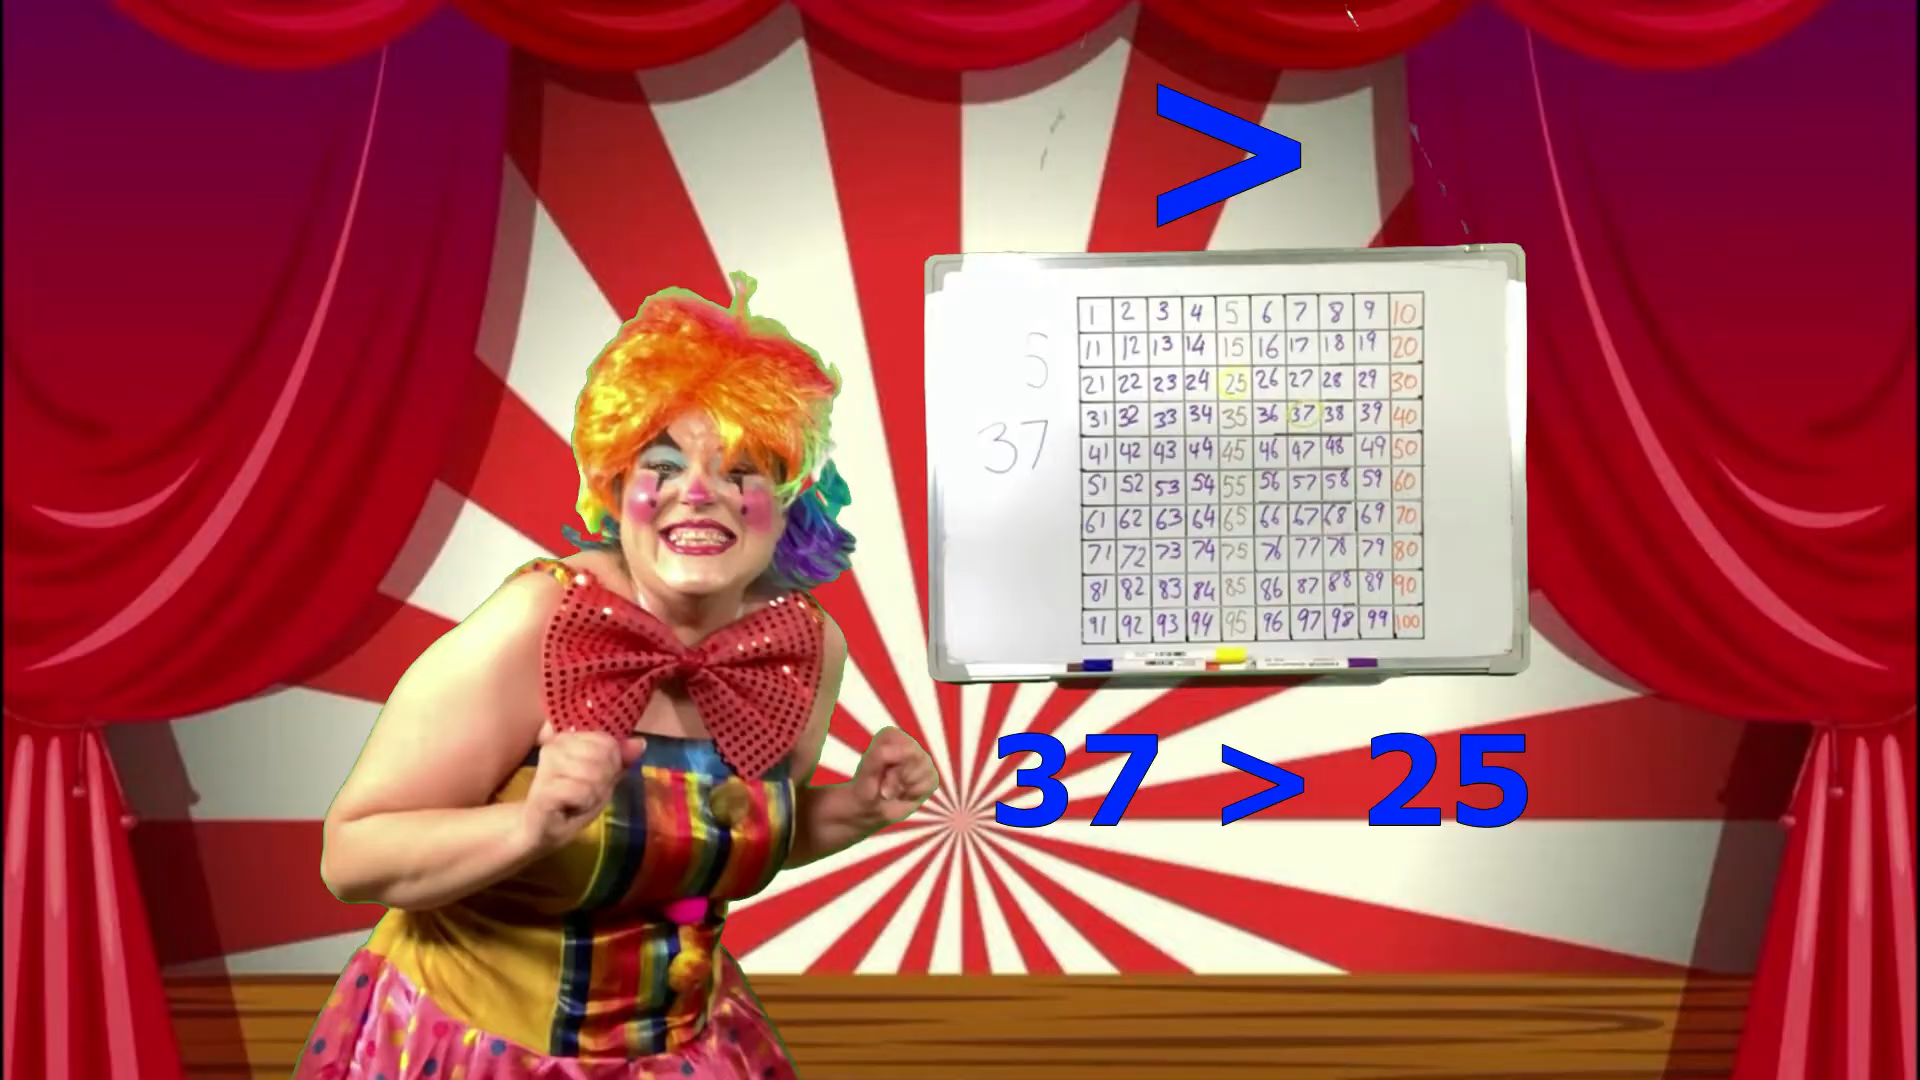 >
1 2 3 4 5 6 7 8 9 10
11 12 13 14 15 16 17 18 19 20
5
21 22 23 24 25 26 27 28 29 30
31 32 33 34 35 36 37 38 39 40
37
41 42 43 44 45 46 47 48 49 50
51 52 53 54 55 56 57 58 59 60
61 62 63 64 65 66 67 68 69 70
71 72 73 74 75 76 77 78 79 80
81 82 83 84 85 86 87 88 89 90
91 92 93 94 95 96 97 98 99 100
37 > 25